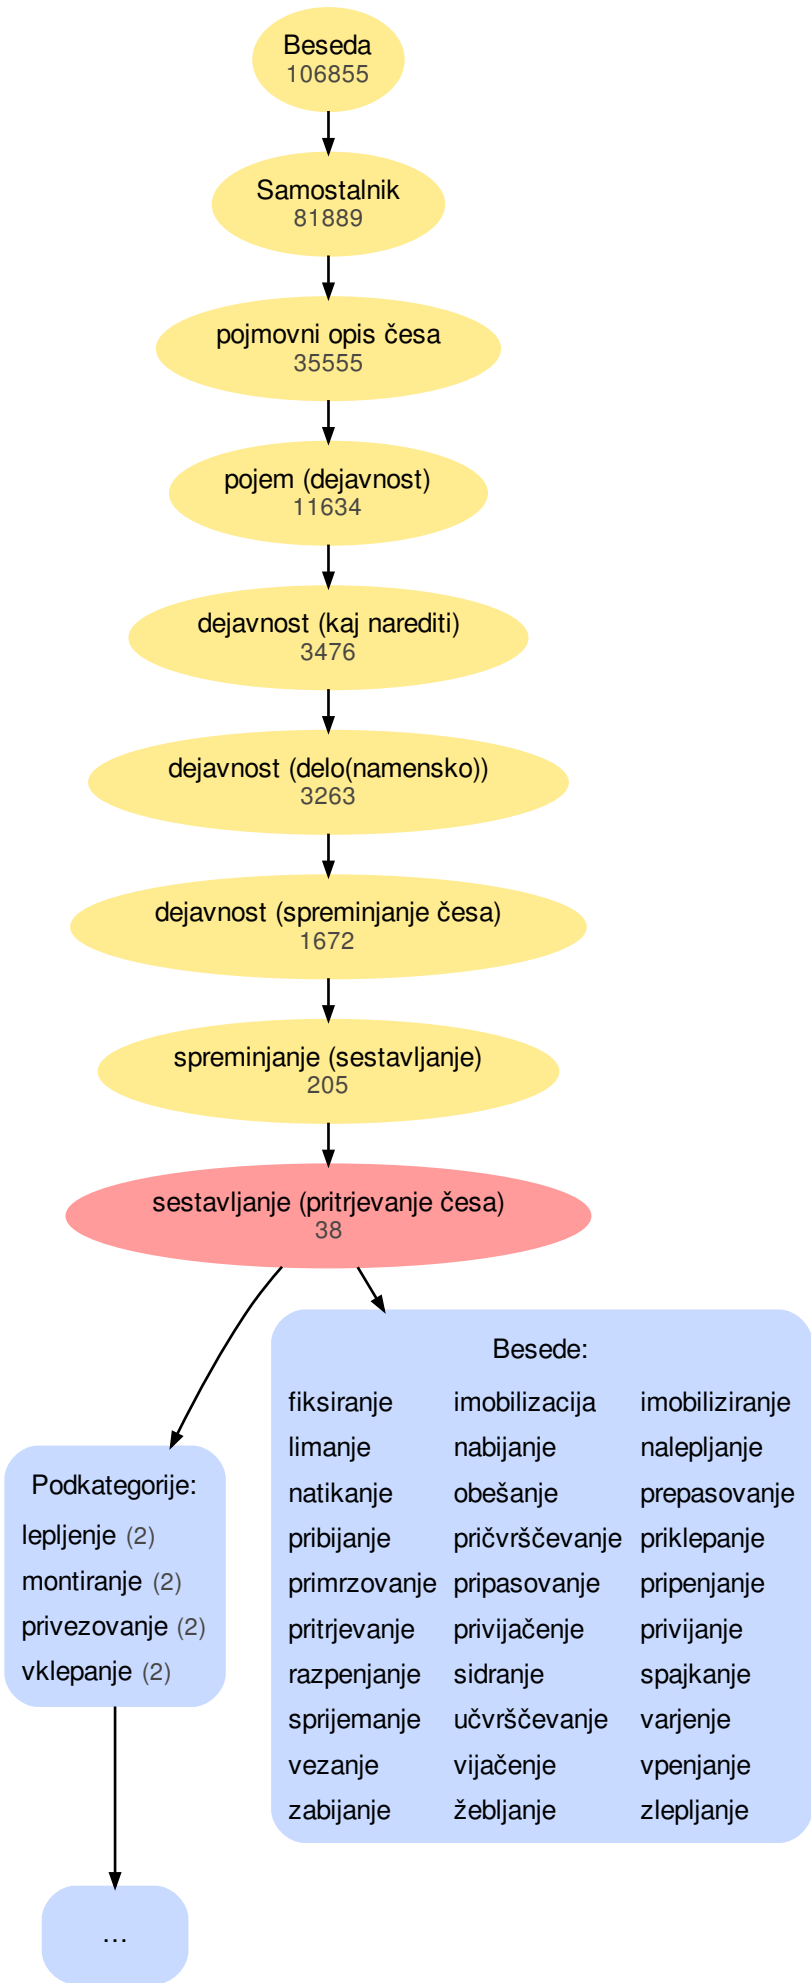 Beseda
106855
Samostalnik
81889
pojmovni opis česa
35555
pojem (dejavnost)
11634
dejavnost (kaj narediti)
3476
dejavnost (delo(namensko))
3263
dejavnost (spreminjanje česa)
1672
spreminjanje (sestavljanje)
205
sestavljanje (pritrjevanje česa)
38
Besede:
fiksiranje imobilizacija imobiliziranje
limanje nabijanje nalepljanje
natikanje obešanje prepasovanje
pribijanje pričvrščevanje priklepanje
primrzovanje pripasovanje pripenjanje
pritrjevanje privijačenje privijanje
razpenjanje sidranje spajkanje
sprijemanje učvrščevanje varjenje
vezanje vijačenje vpenjanje
zabijanje žebljanje zlepljanje
Podkategorije:
lepljenje (2)
montiranje (2)
privezovanje (2)
vklepanje (2)
...